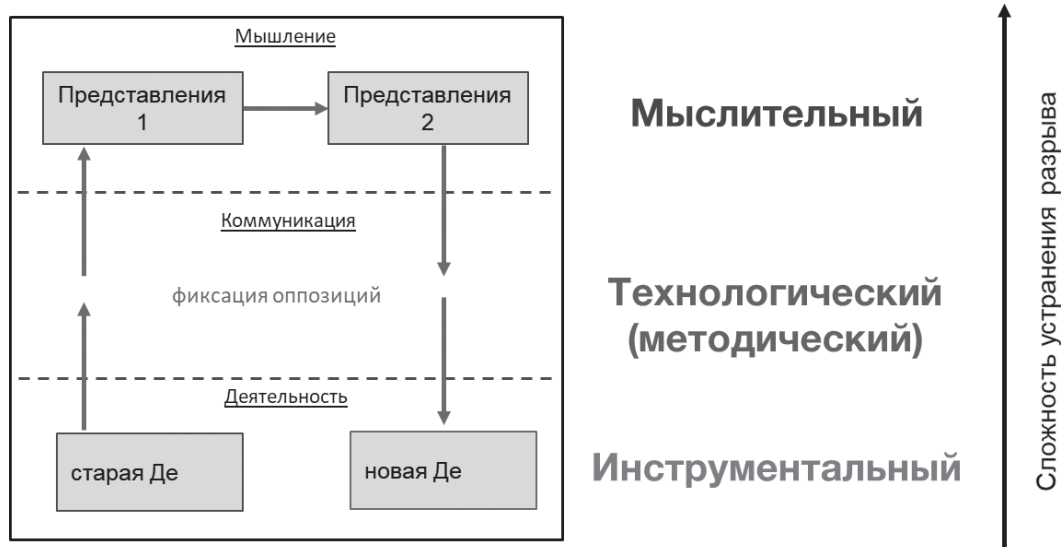 Мышление
Представления
1
Представления
2
Мыслительный
Коммуникация
фиксация оппозиций
Технологический
(методический)
Деятельность
старая Де
новая Де
Инструментальный
Сложность устранения разрыва